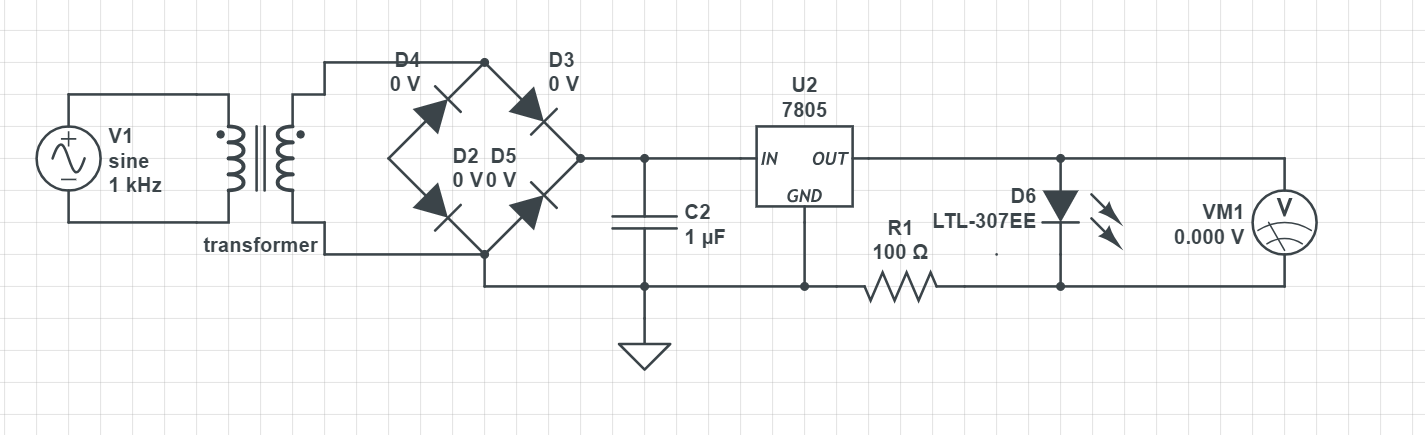 D4
0 V
D3
0 V
U2
7805
V1
sine
1 kHz
+
−
D2 D5
0 V 0 V
IN
OUT
GND
C2
1 µF
transformer
R1
100 Ω
D6
LTL-307EE
VM1
0.000 V
V